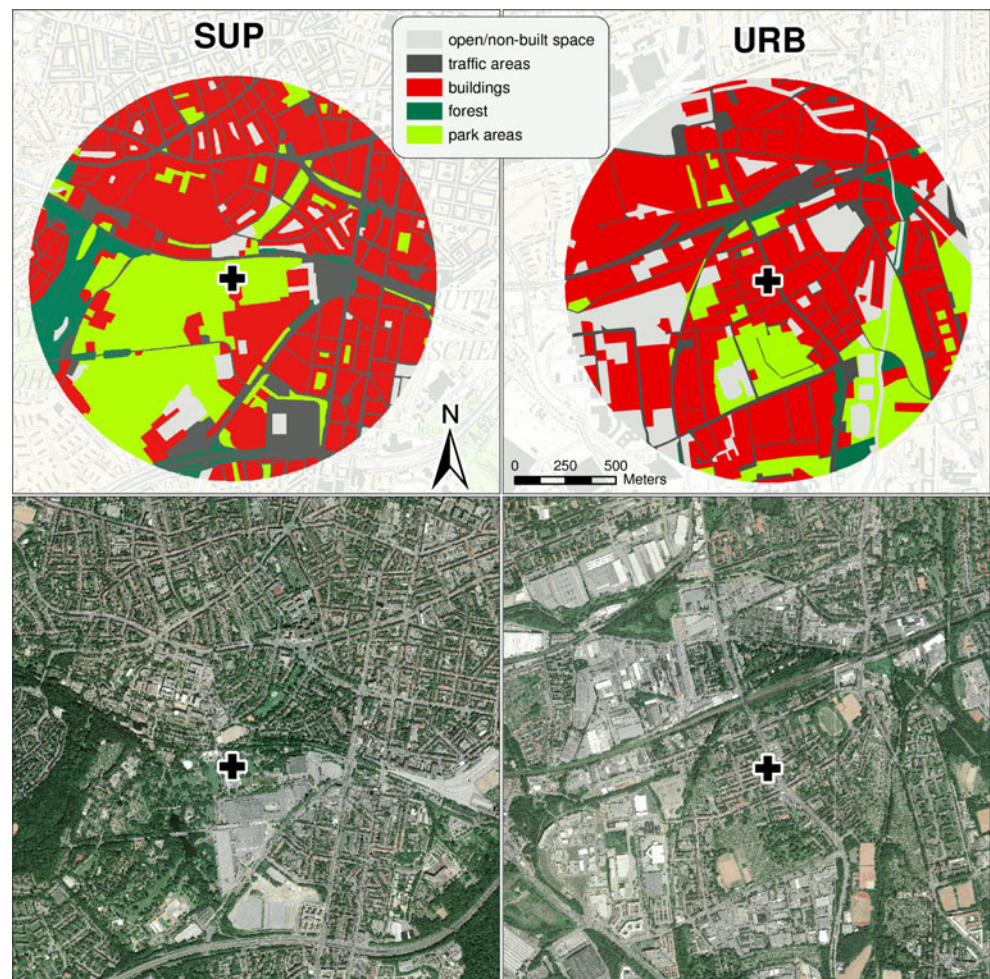 SUP
URB
open/non-built space
traffic areas
buildings
forest
park areas
N
0 250 500
Meters